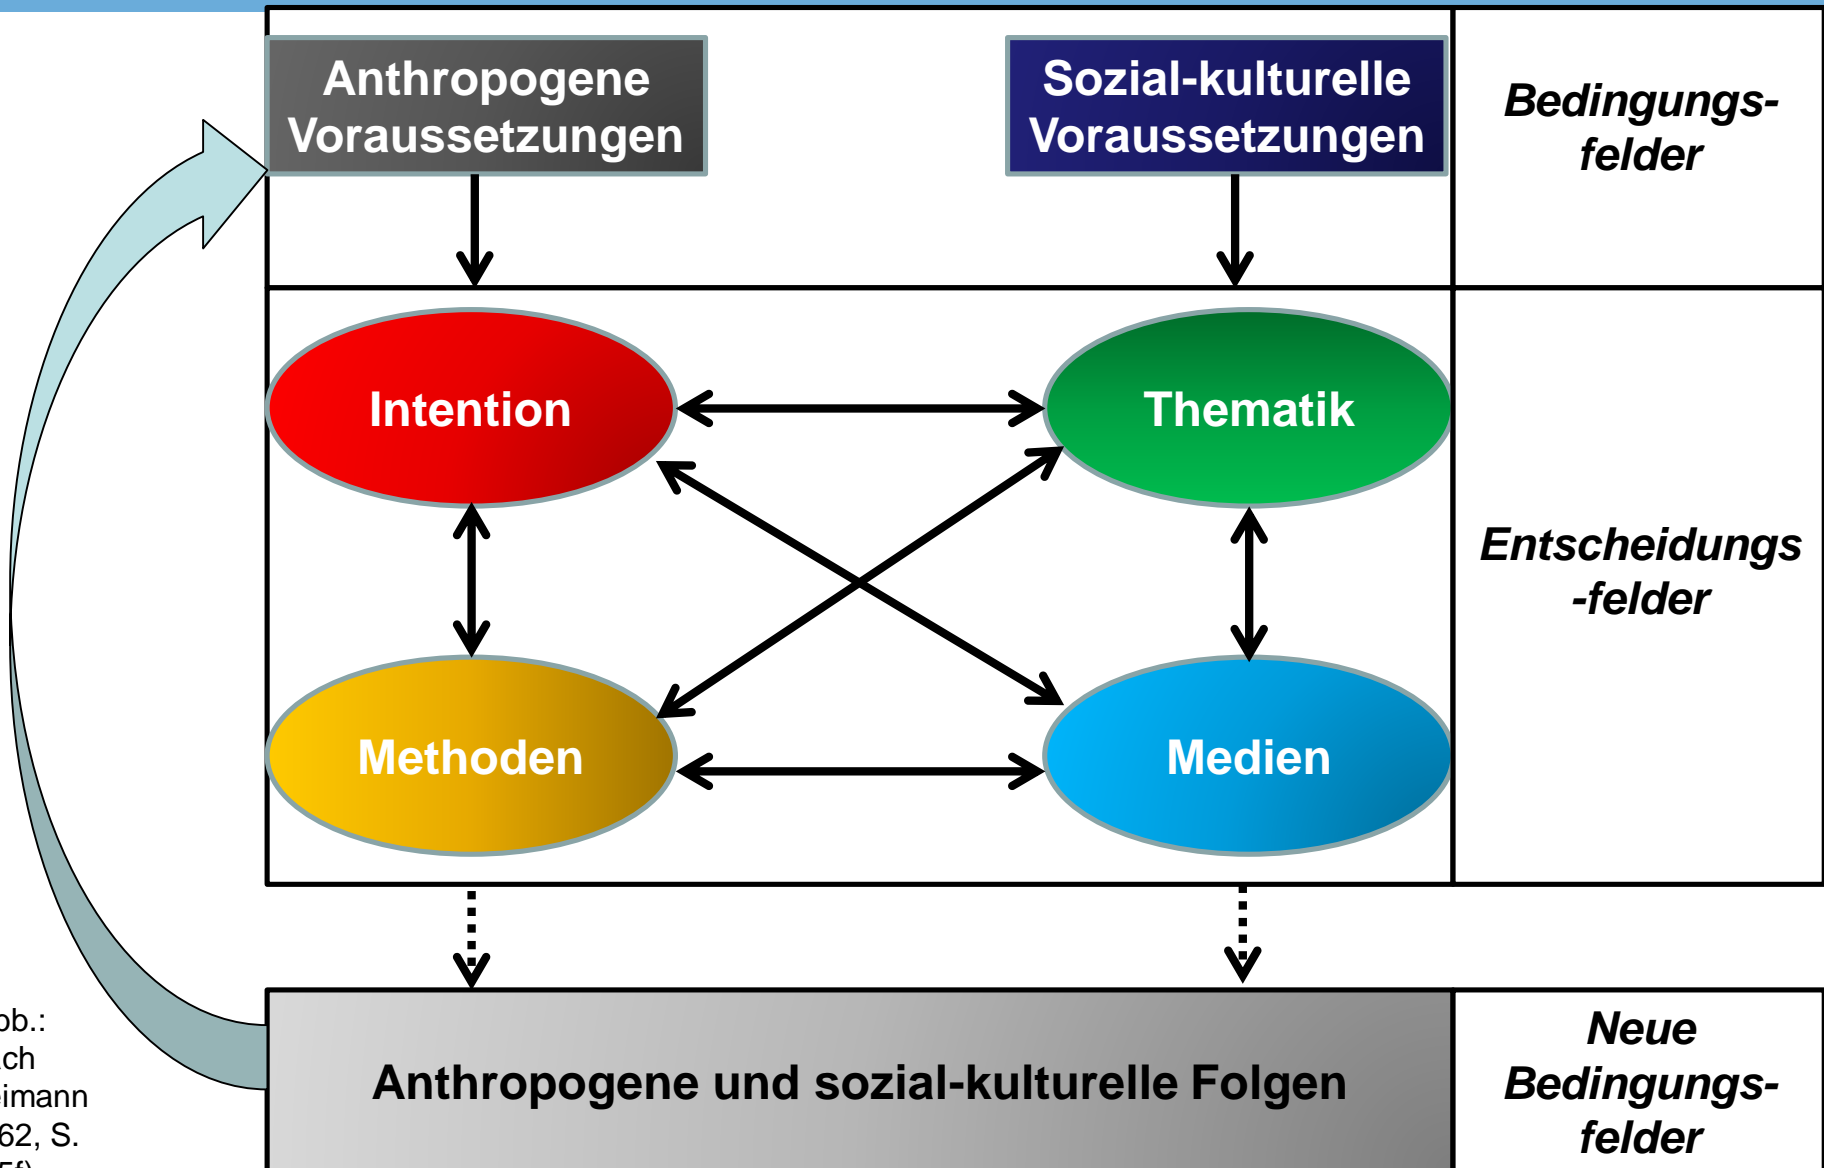 Anthropogene
Voraussetzungen
Sozial-kulturelle
Voraussetzungen
Bedingungs-
felder
Intention
Thematik
Entscheidungs
-felder
Methoden
Medien
Anthropogene und sozial-kulturelle Folgen
Neue
Bedingungs-
felder
S.